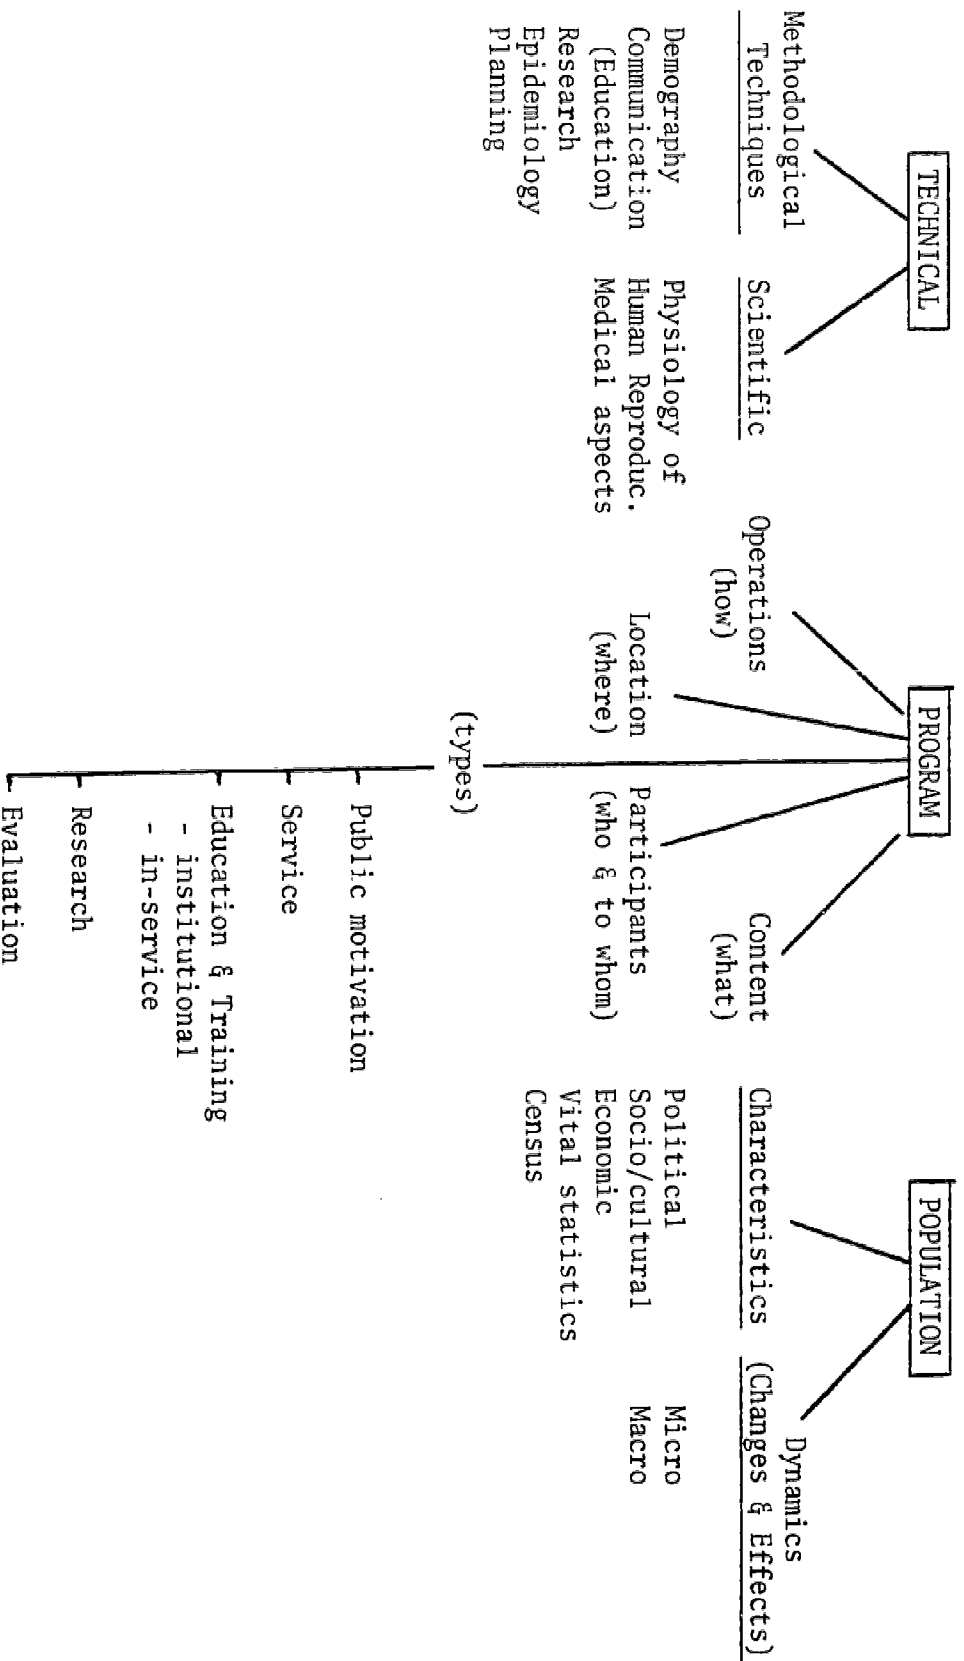 TECHNICAL
Methodological
Techniques
Demography
Communication
(Education)
Research
Epidemiology
Planning
Scientific
Physiology of
Human Reproduc.
Medical aspects
PROGRAM
Operations
(how)
Location
(where)
(types)
Public motivation
Service
Education & Training
- institutional
- in-service
Research
Evaluation
Participants
(who & to whom)
Content
(what)
POPULATION
Characteristics
Political
Socio/cultural
Economic
Vital statistics
Census
Dynamics
(Changes & Effects)
Micro
Macro